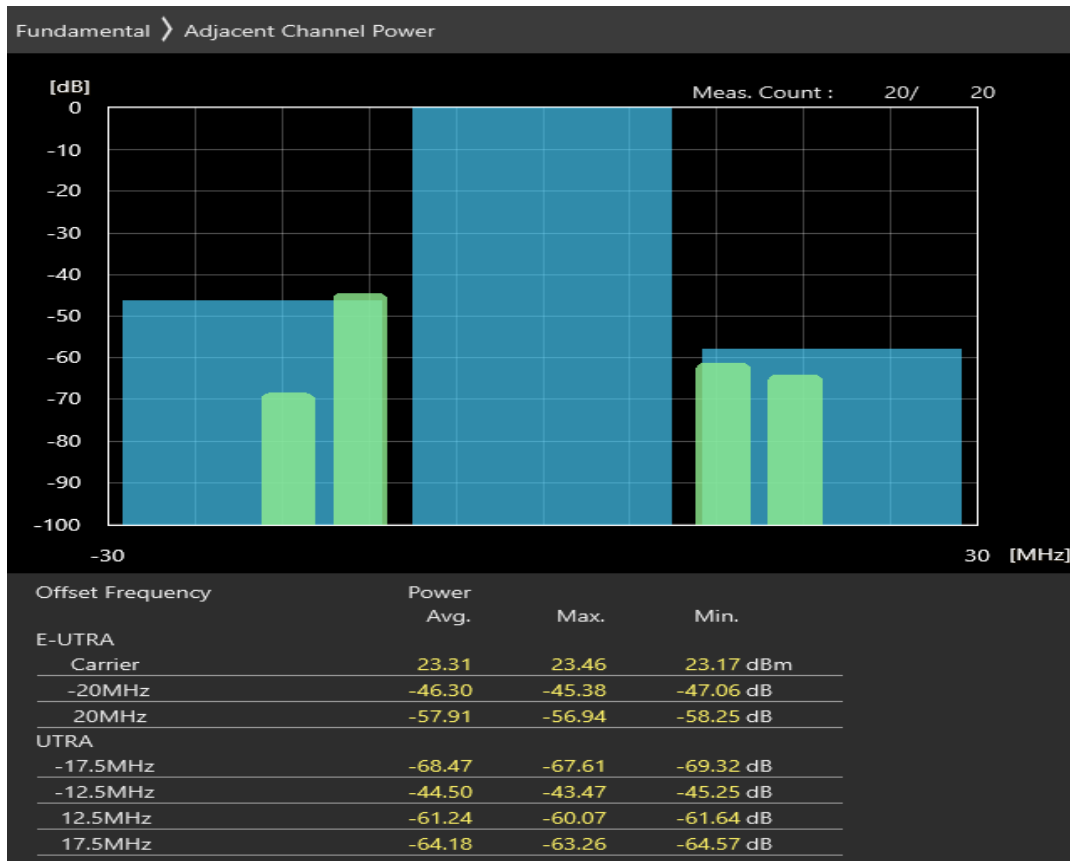 Fundamental ❯ Adjacent Channel Power
[dB]
Meas. Count : 20/ 20
0
-10
-20
-30
-40
-50
-60
-70
-80
-90
-100
-30 30 [MHz]
Offset Frequency Power
Avg. Max. Min.
E-UTRA
Carrier 23.31 23.46 23.17 dBm
-20MHz -46.30 -45.38 -47.06 dB
20MHz -57.91 -56.94 -58.25 dB
UTRA
-17.5MHz -68.47 -67.61 -69.32 dB
-12.5MHz -44.50 -43.47 -45.25 dB
12.5MHz -61.24 -60.07 -61.64 dB
17.5MHz -64.18 -63.26 -64.57 dB